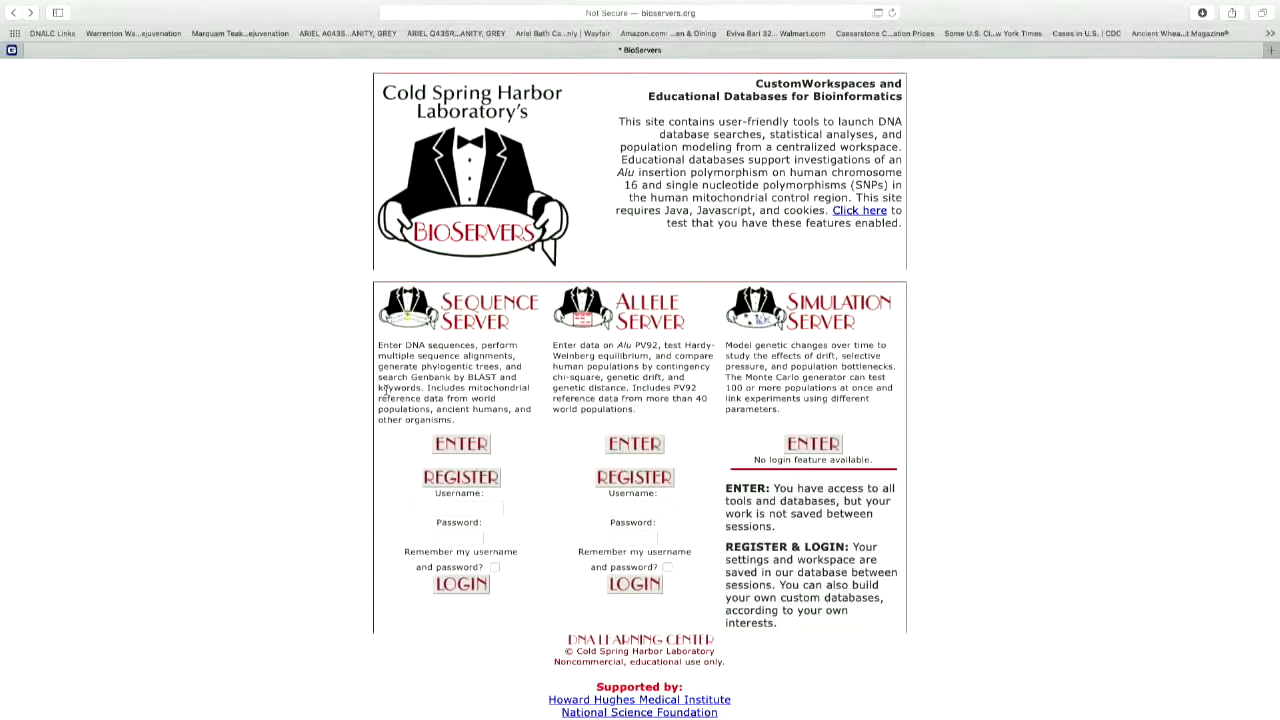 Not Secure — bioservers.org
DNALC Links
Warrenton Wa...ejuvenation
Marquam Teak...ejuvenation
ARIEL A043S...ANITY, GREY
ARIEL Q43SR...ANITY, GREY
Ariel Bath Ca...nly | Wayfair
Amazon.com: ...en & Dining
Eviva Bari 32... Walmart.com
Caesarstone C...ation Prices
Some U.S. Ci...w York Times
Cases in U.S. | CDC
Ancient Whea...t Magazine®
* BioServers
Cold Spring Harbor
Laboratory's
BIOSERVERS
CustomWorkspaces and
Educational Databases for Bioinformatics
This site contains user-friendly tools to launch DNA
database searches, statistical analyses, and
population modeling from a centralized workspace.
Educational databases support investigations of an
Alu insertion polymorphism on human chromosome
16 and single nucleotide polymorphisms (SNPs) in
the human mitochondrial control region. This site
requires Java, Javascript, and cookies. Click here to
test that you have these features enabled.
SEQUENCE
SERVER
Enter DNA sequences, perform
multiple sequence alignments,
generate phylogentic trees, and
search Genbank by BLAST and
keywords. Includes mitochondrial
reference data from world
populations, ancient humans, and
other organisms.
ENTER
REGISTER
Username:
Password:
Remember my username
and password?
LOGIN
ALLELE
SERVER
Enter data on Alu PV92, test Hardy-
Weinberg equilibrium, and compare
human populations by contingency
chi-square, genetic drift, and
genetic distance. Includes PV92
reference data from more than 40
world populations.
ENTER
REGISTER
Username:
Password:
Remember my username
and password?
LOGIN
SIMULATION
SERVER
Model genetic changes over time to
study the effects of drift, selective
pressure, and population bottlenecks.
The Monte Carlo generator can test
100 or more populations at once and
link experiments using different
parameters.
ENTER
No login feature available.
ENTER: You have access to all
tools and databases, but your
work is not saved between
sessions.
REGISTER & LOGIN: Your
settings and workspace are
saved in our database between
sessions. You can also build
your own custom databases,
according to your own
interests.
DNA LEARNING CENTER
© Cold Spring Harbor Laboratory
Noncommercial, educational use only.
Supported by:
Howard Hughes Medical Institute
National Science Foundation